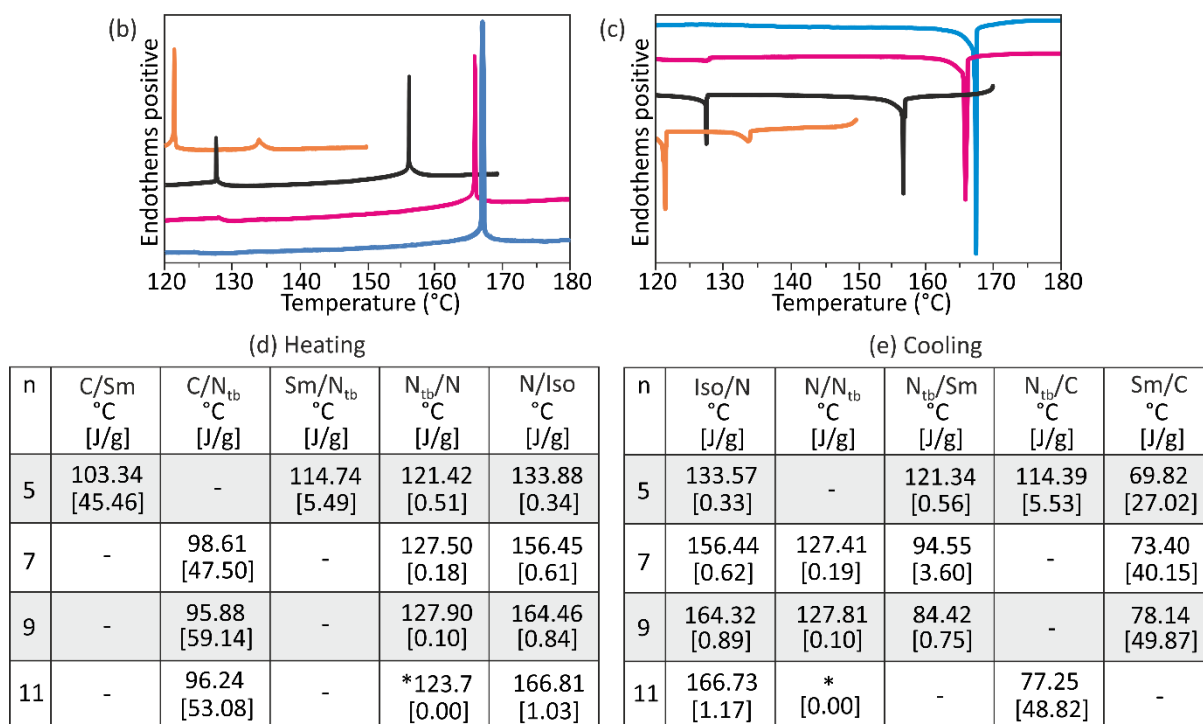 (b)
Endothems positive
120 130 140 150 160 170 180
Temperature (°C)
(c)
Endothems positive
120 130 140 150 160 170 180
Temperature (°C)
(d) Heating
n C/Sm C/Ntb Sm/Ntb Ntb/N N/Iso
°C °C °C °C °C
[J/g] [J/g] [J/g] [J/g] [J/g]
5 103.34 - 114.74 121.42 133.88
[45.46] [5.49] [0.51] [0.34]
7 - 98.61 - 127.50 156.45
[47.50] [0.18] [0.61]
9 - 95.88 - 127.90 164.46
[59.14] [0.10] [0.84]
11 - 96.24 - *123.7 166.81
[53.08] [0.00] [1.03]
(e) Cooling
n Iso/N N/Ntb Ntb/Sm Ntb/C Sm/C
°C °C °C °C °C
[J/g] [J/g] [J/g] [J/g] [J/g]
5 133.57 - 121.34 114.39 69.82
[0.33] [0.56] [5.53] [27.02]
7 156.44 127.41 94.55 - 73.40
[0.62] [0.19] [3.60] [40.15]
9 164.32 127.81 84.42 - 78.14
[0.89] [0.10] [0.75] [49.87]
11 166.73 * - 77.25 -
[1.17] [0.00] [48.82]